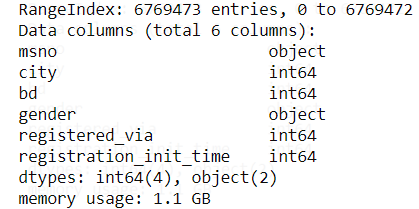 RangeIndex: 6769473 entries, 0 to 6769472
Data columns (total 6 columns):
msno                      object
city                      int64
bd                        int64
gender                    object
registered_via            int64
registration_init_time    int64
dtypes: int64(4), object(2)
memory usage: 1.1 GB